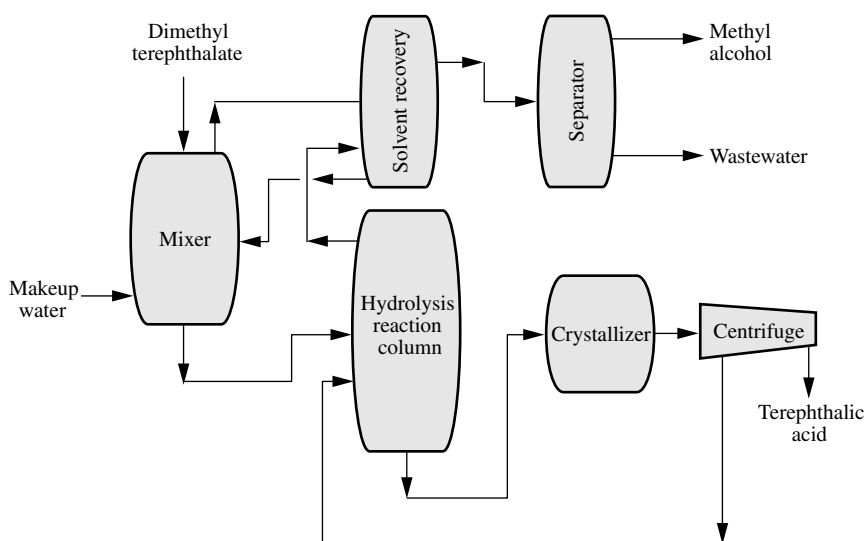 Dimethyl
terephthalate
Solvent recovery
Separator
Methyl
alcohol
Wastewater
Mixer
Makeup
water
Hydrolysis
reaction
column
Crystallizer
Centrifuge
Terephthalic
acid